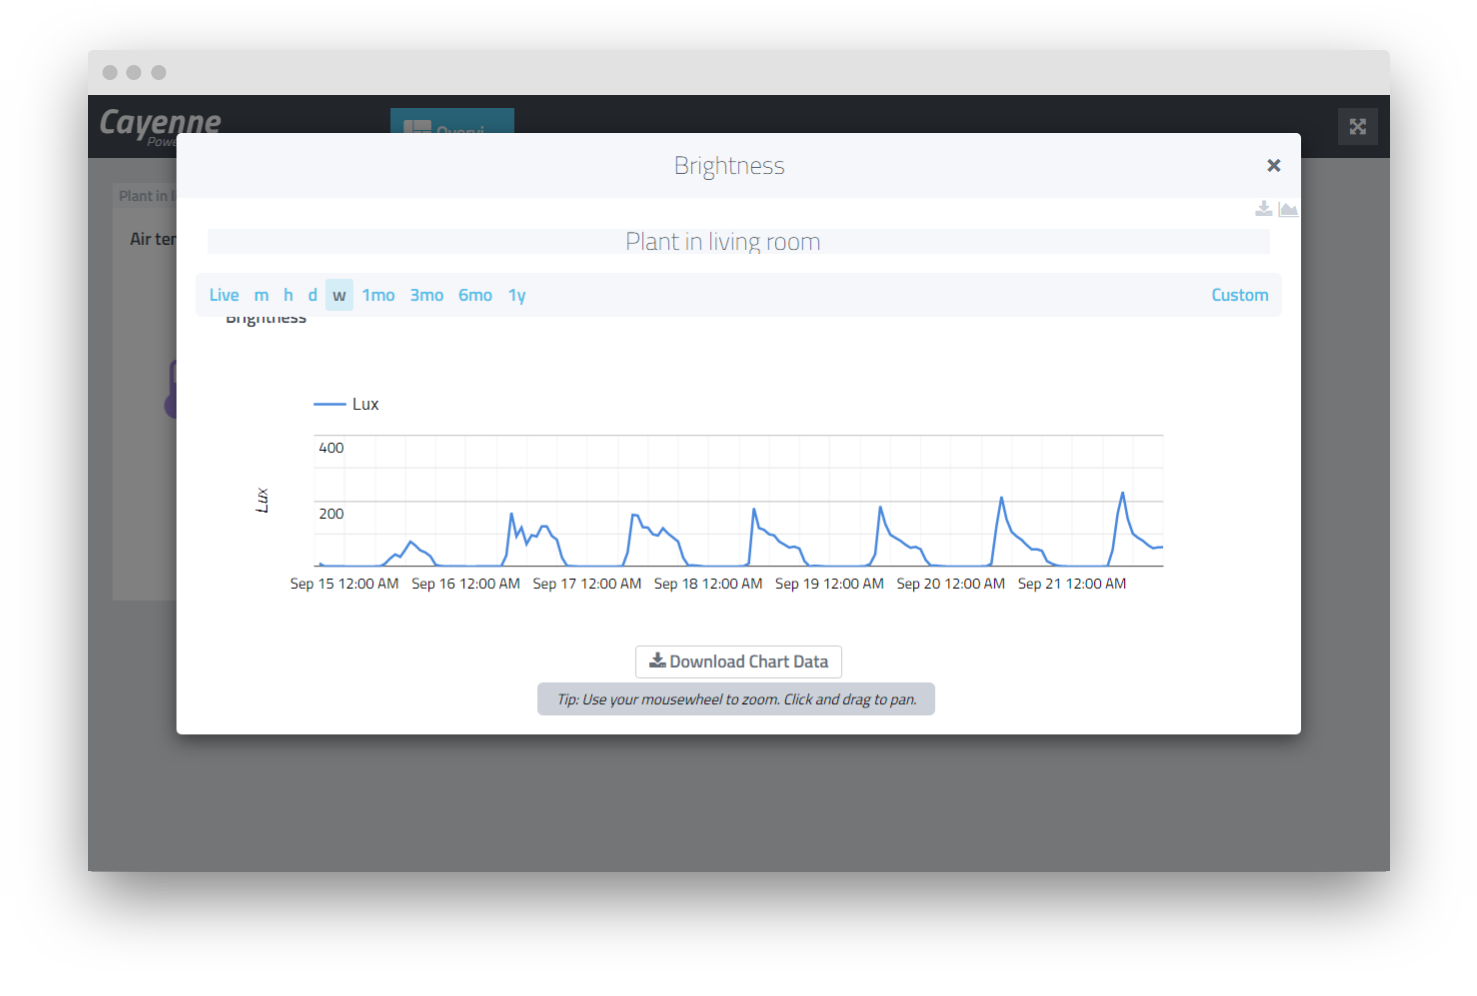 Cayenne
Powe
Overvi
Brightness
Plant in l
Air ter
Plant in living room
Live m h d w 1mo 3mo 6mo 1y Custom
Brightness
Lux
400
200
Lux
Sep 15 12:00 AM Sep 16 12:00 AM Sep 17 12:00 AM Sep 18 12:00 AM Sep 19 12:00 AM Sep 20 12:00 AM Sep 21 12:00 AM
Download Chart Data
Tip: Use your mousewheel to zoom. Click and drag to pan.